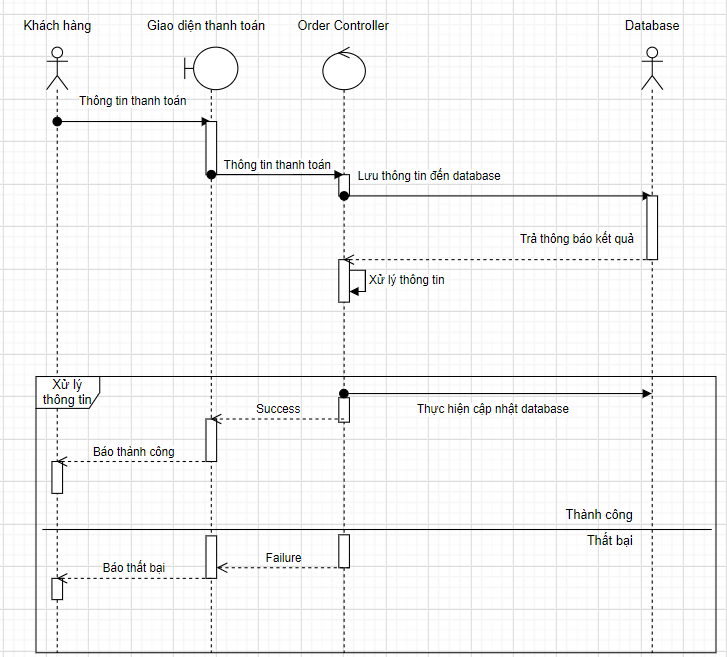 Khách hàng
Giao diện thanh toán
Order Controller
Database
Thông tin thanh toán
Thông tin thanh toán
Lưu thông tin đến database
Trả thông báo kết quả
Xử lý thông tin
Xử lý
thông tin
Success
Thực hiện cập nhật database
Báo thành công
Thành công
Thất bại
Failure
Báo thất bại